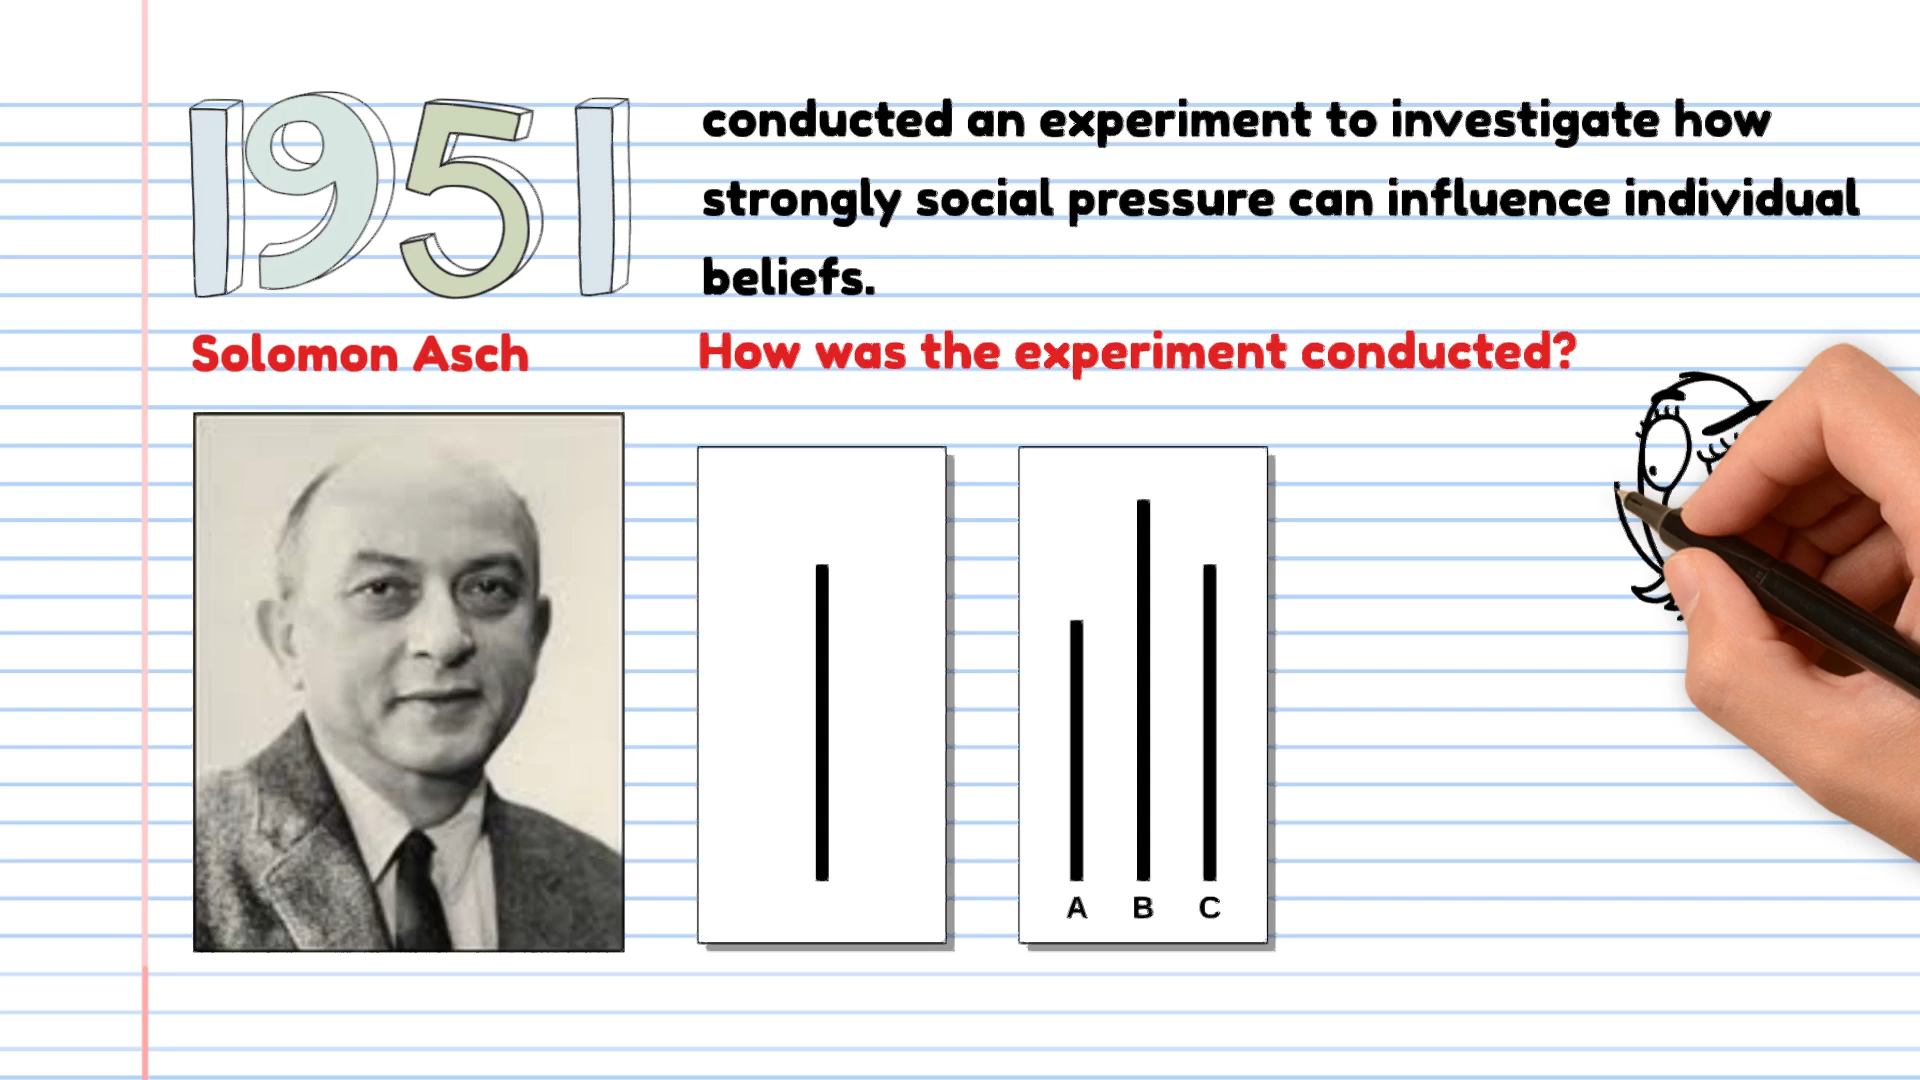 1951
conducted an experiment to investigate how
strongly social pressure can influence individual
beliefs.
Solomon Asch
How was the experiment conducted?
A B C